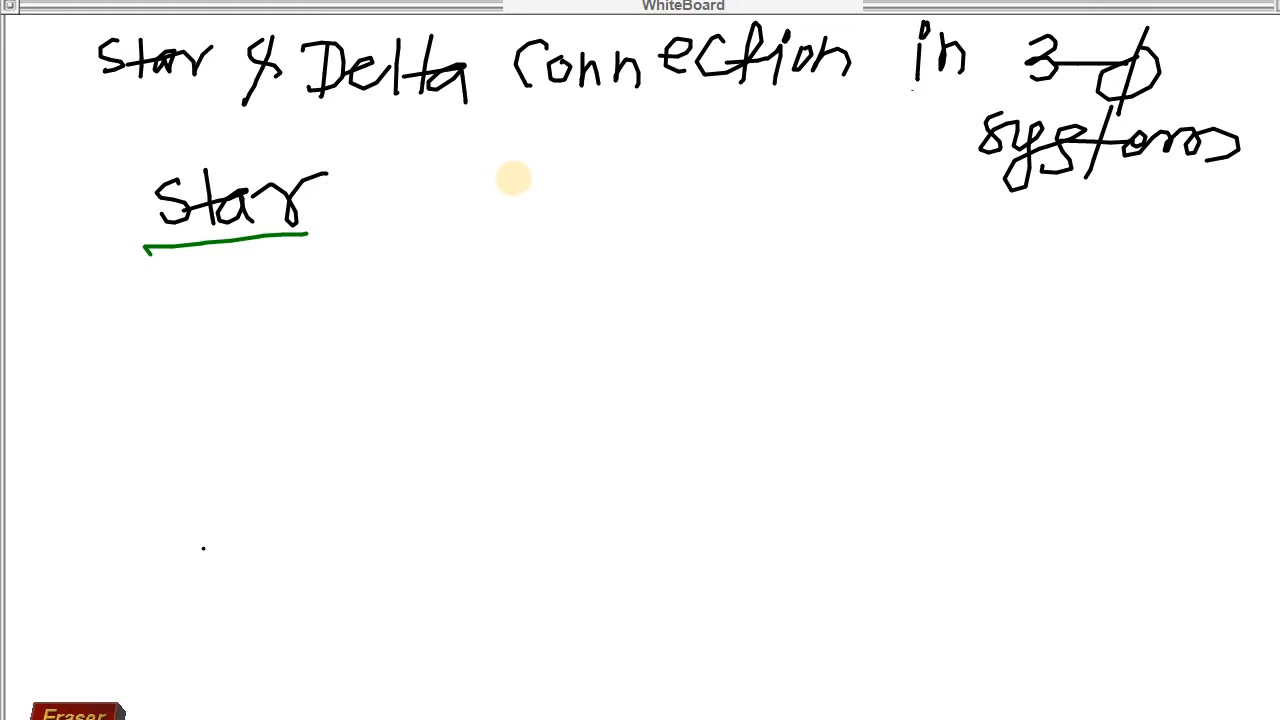 WhiteBoard
Star & Delta Connection in 3-ϕ
systems
Star
Eraser